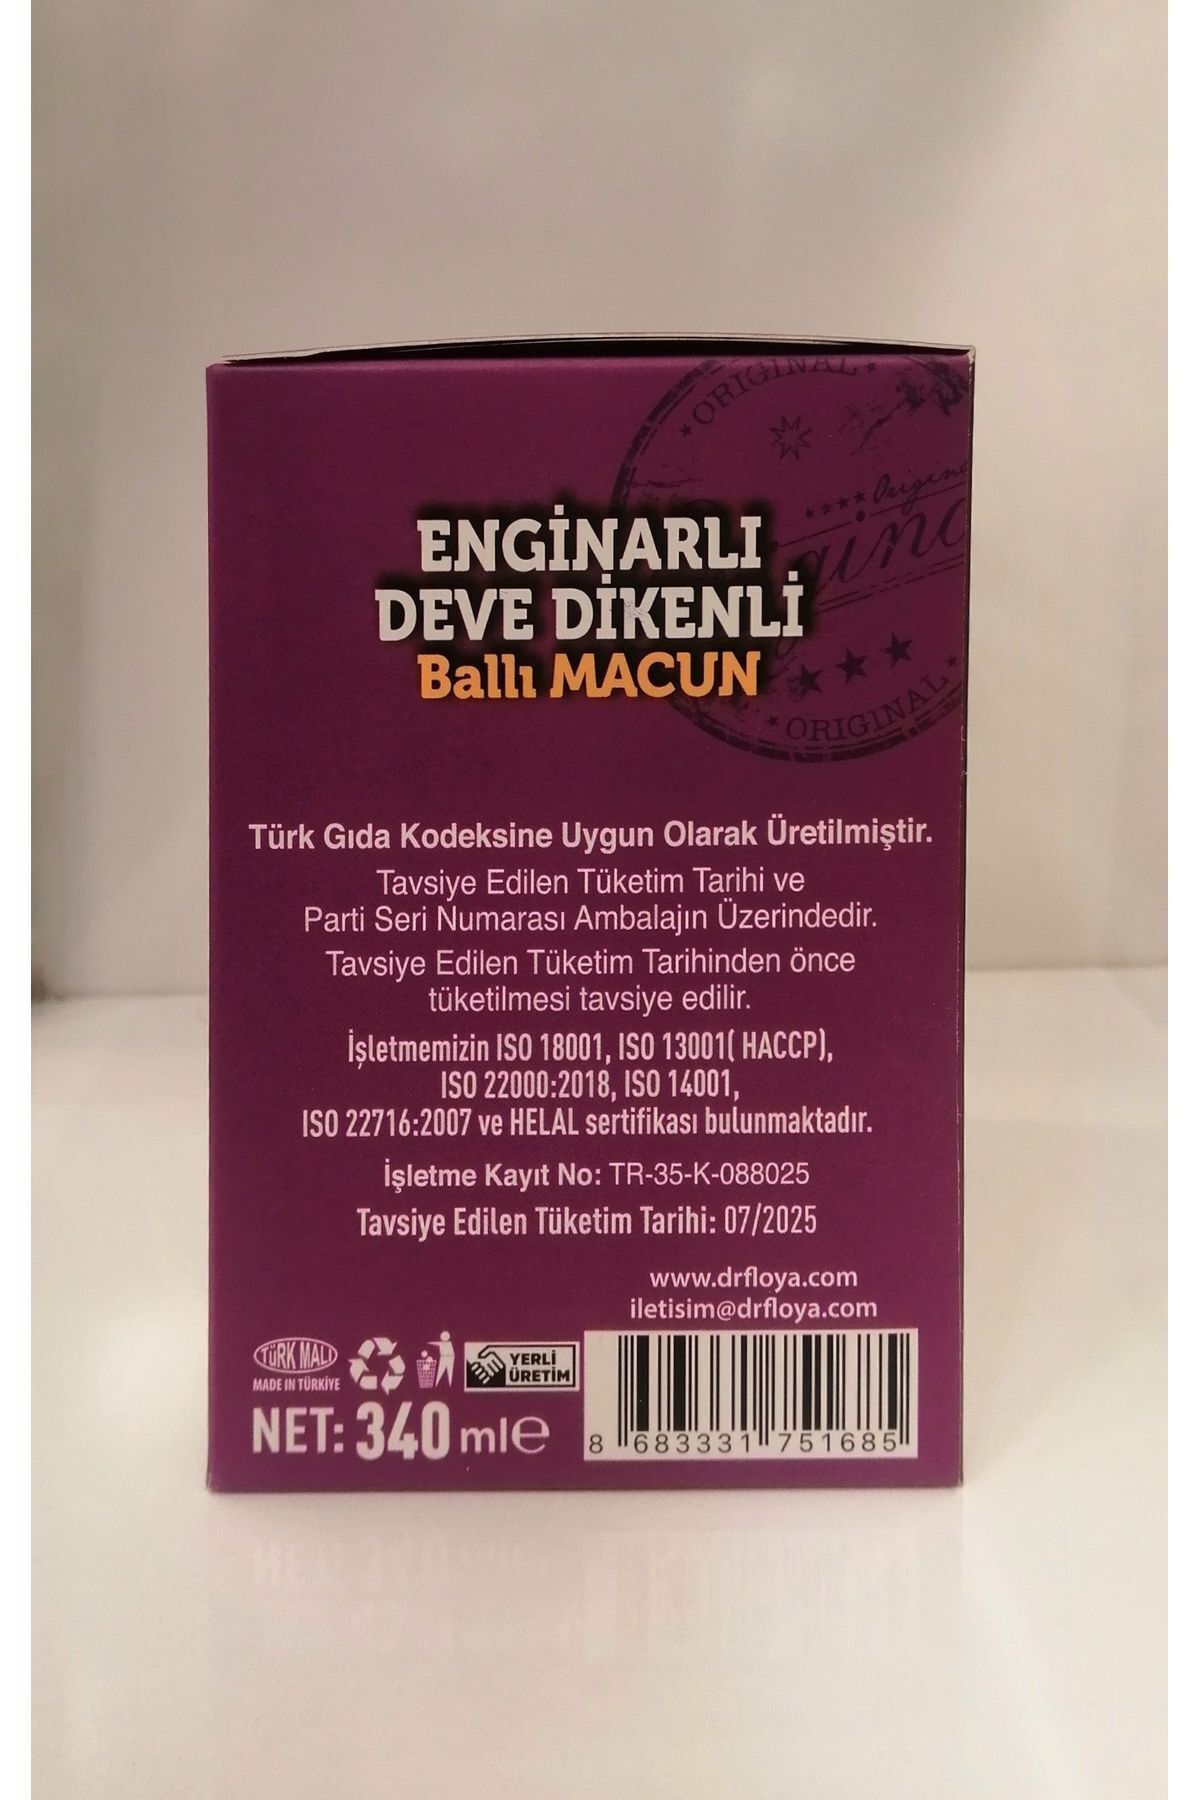 ORIGINAL
Original
ENGİNARLI
DEVE DİKENLİ
Ballı MACUN
ORIGINAL
Türk Gıda Kodeksine Uygun Olarak Üretilmiştir.
Tavsiye Edilen Tüketim Tarihi ve
Parti Seri Numarası Ambalajın Üzerindedir.
Tavsiye Edilen Tüketim Tarihinden önce
tüketilmesi tavsiye edilir.
İşletmemizin ISO 18001, ISO 13001( HACCP),
ISO 22000:2018, ISO 14001,
ISO 22716:2007 ve HELAL sertifikası bulunmaktadır.
İşletme Kayıt No: TR-35-K-088025
Tavsiye Edilen Tüketim Tarihi: 07/2025
www.drfloya.com
iletisim@drfloya.com
TÜRK MALI
MADE IN TÜRKİYE
YERLİ
ÜRETİM
NET: 340 ml e
8 683331 751685